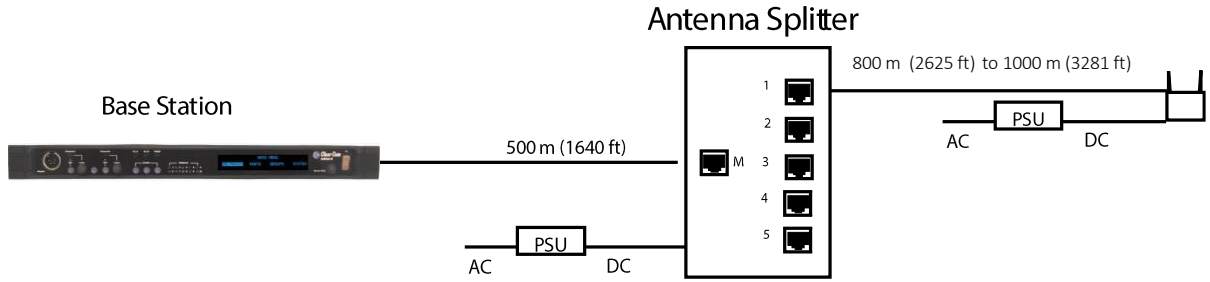 Antenna Splitter
800 m (2625 ft) to 1000 m (3281 ft)
Base Station
1
PSU
AC
DC
2
500 m (1640 ft)
M
3
4
5
PSU
AC
DC